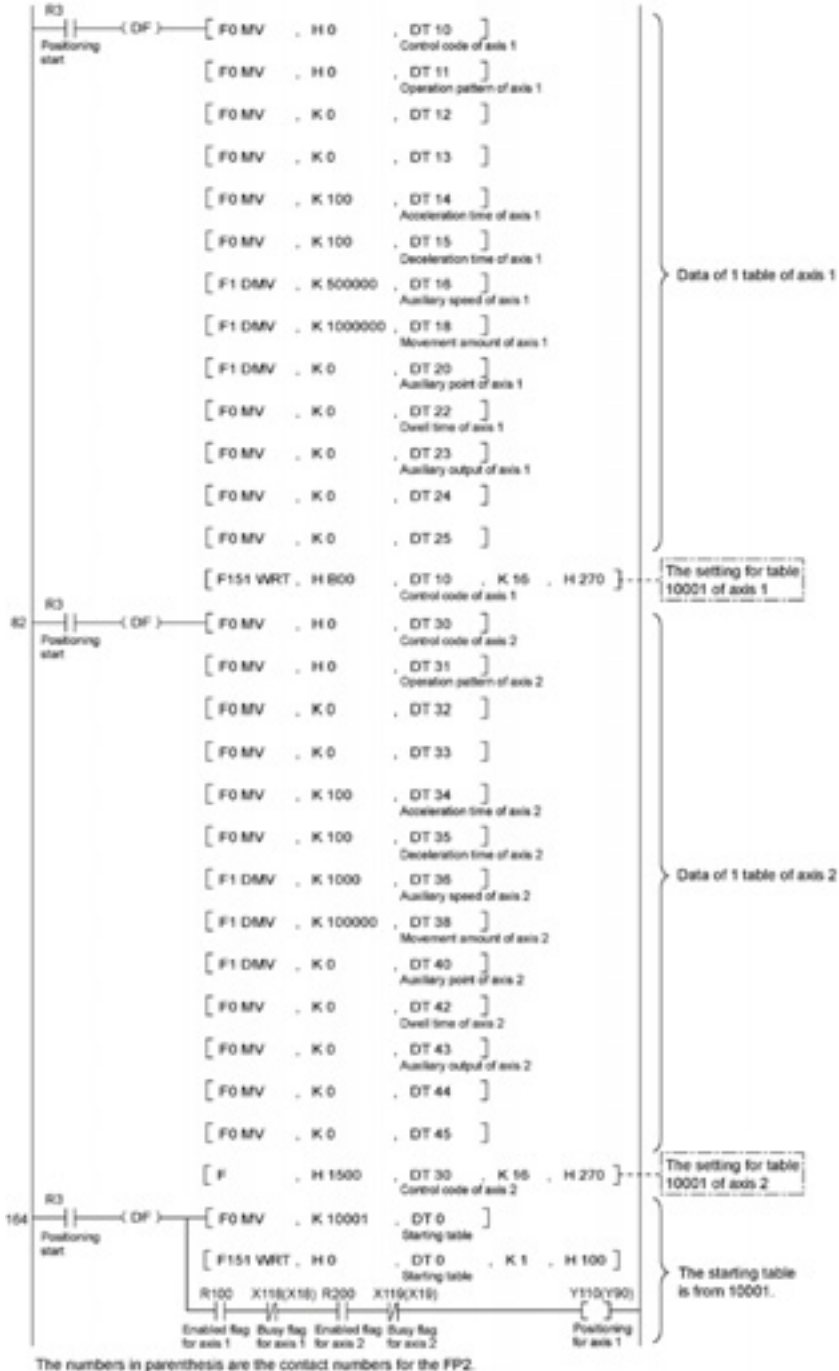 R3
( DF ) [ F0 MV , H 0 , DT 10 ]
Positioning start Control code of axis 1
[ F0 MV , H 0 , DT 11 ]
Operation pattern of axis 1
[ F0 MV , K 0 , DT 12 ]
[ F0 MV , K 0 , DT 13 ]
[ F0 MV , K 100 , DT 14 ]
Acceleration time of axis 1
[ F0 MV , K 100 , DT 15 ]
Deceleration time of axis 1
[ F1 DMV , K 500000 , DT 16 ] Data of 1 table of axis 1
Auxiliary speed of axis 1
[ F1 DMV , K 1000000 , DT 18 ]
Movement amount of axis 1
[ F1 DMV , K 0 , DT 20 ]
Auxiliary point of axis 1
[ F0 MV , K 0 , DT 22 ]
Dwell time of axis 1
[ F0 MV , K 0 , DT 23 ]
Auxiliary output of axis 1
[ F0 MV , K 0 , DT 24 ]
[ F0 MV , K 0 , DT 25 ]
[ F151 WRT , H B00 , DT 10 , K 16 , H 270 ] The setting for table
Control code of axis 1 10001 of axis 1
R3
82 ( DF ) [ F0 MV , H 0 , DT 30 ]
Positioning start Control code of axis 2
[ F0 MV , H 0 , DT 31 ]
Operation pattern of axis 2
[ F0 MV , K 0 , DT 32 ]
[ F0 MV , K 0 , DT 33 ]
[ F0 MV , K 100 , DT 34 ]
Acceleration time of axis 2
[ F0 MV , K 100 , DT 35 ]
Deceleration time of axis 2
[ F1 DMV , K 1000 , DT 36 ] Data of 1 table of axis 2
Auxiliary speed of axis 2
[ F1 DMV , K 100000 , DT 38 ]
Movement amount of axis 2
[ F1 DMV , K 0 , DT 40 ]
Auxiliary point of axis 2
[ F0 MV , K 0 , DT 42 ]
Dwell time of axis 2
[ F0 MV , K 0 , DT 43 ]
Auxiliary output of axis 2
[ F0 MV , K 0 , DT 44 ]
[ F0 MV , K 0 , DT 45 ]
[ F , H 1500 , DT 30 , K 16 , H 270 ] The setting for table
Control code of axis 2 10001 of axis 2
R3
164 ( DF ) [ F0 MV , K 10001 , DT 0 ]
Positioning start Starting table
[ F151 WRT , H 0 , DT 0 , K 1 , H 100 ] The starting table
Starting table is from 10001.
R100 X118(X18) R200 X119(X19) Y110(Y90)
Enabled flag Busy flag Enabled flag Busy flag Positioning
for axis 1 for axis 1 for axis 2 for axis 2 for axis 1
The numbers in parenthesis are the contact numbers for the FP2.